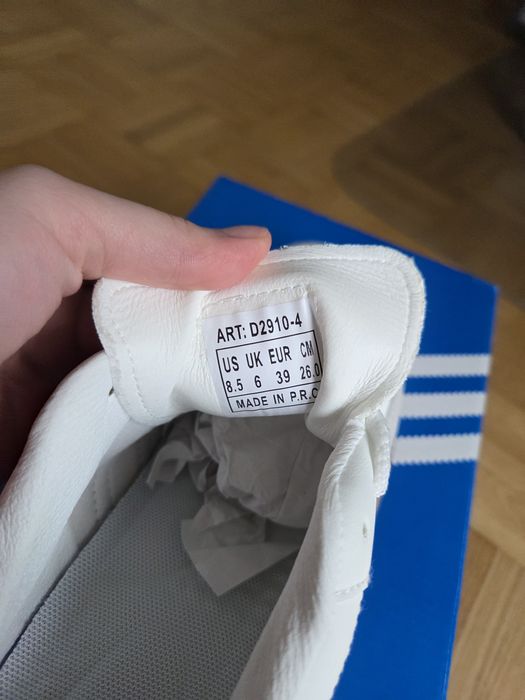 ART: D2910-4
US UK EUR CM
8.5 6 39 26.0
MADE IN P.R.C